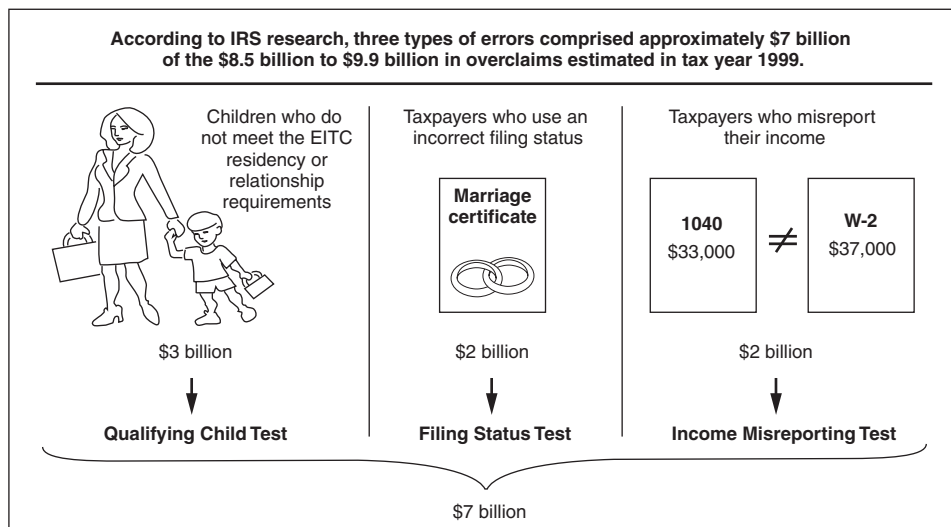 According to IRS research, three types of errors comprised approximately $7 billion
of the $8.5 billion to $9.9 billion in overclaims estimated in tax year 1999.
Children who do
not meet the EITC
residency or
relationship
requirements
$3 billion
Qualifying Child Test
Taxpayers who use an
incorrect filing status
Marriage
certificate
$2 billion
Filing Status Test
Taxpayers who misreport
their income
1040
$33,000
≠
W-2
$37,000
$2 billion
Income Misreporting Test
$7 billion